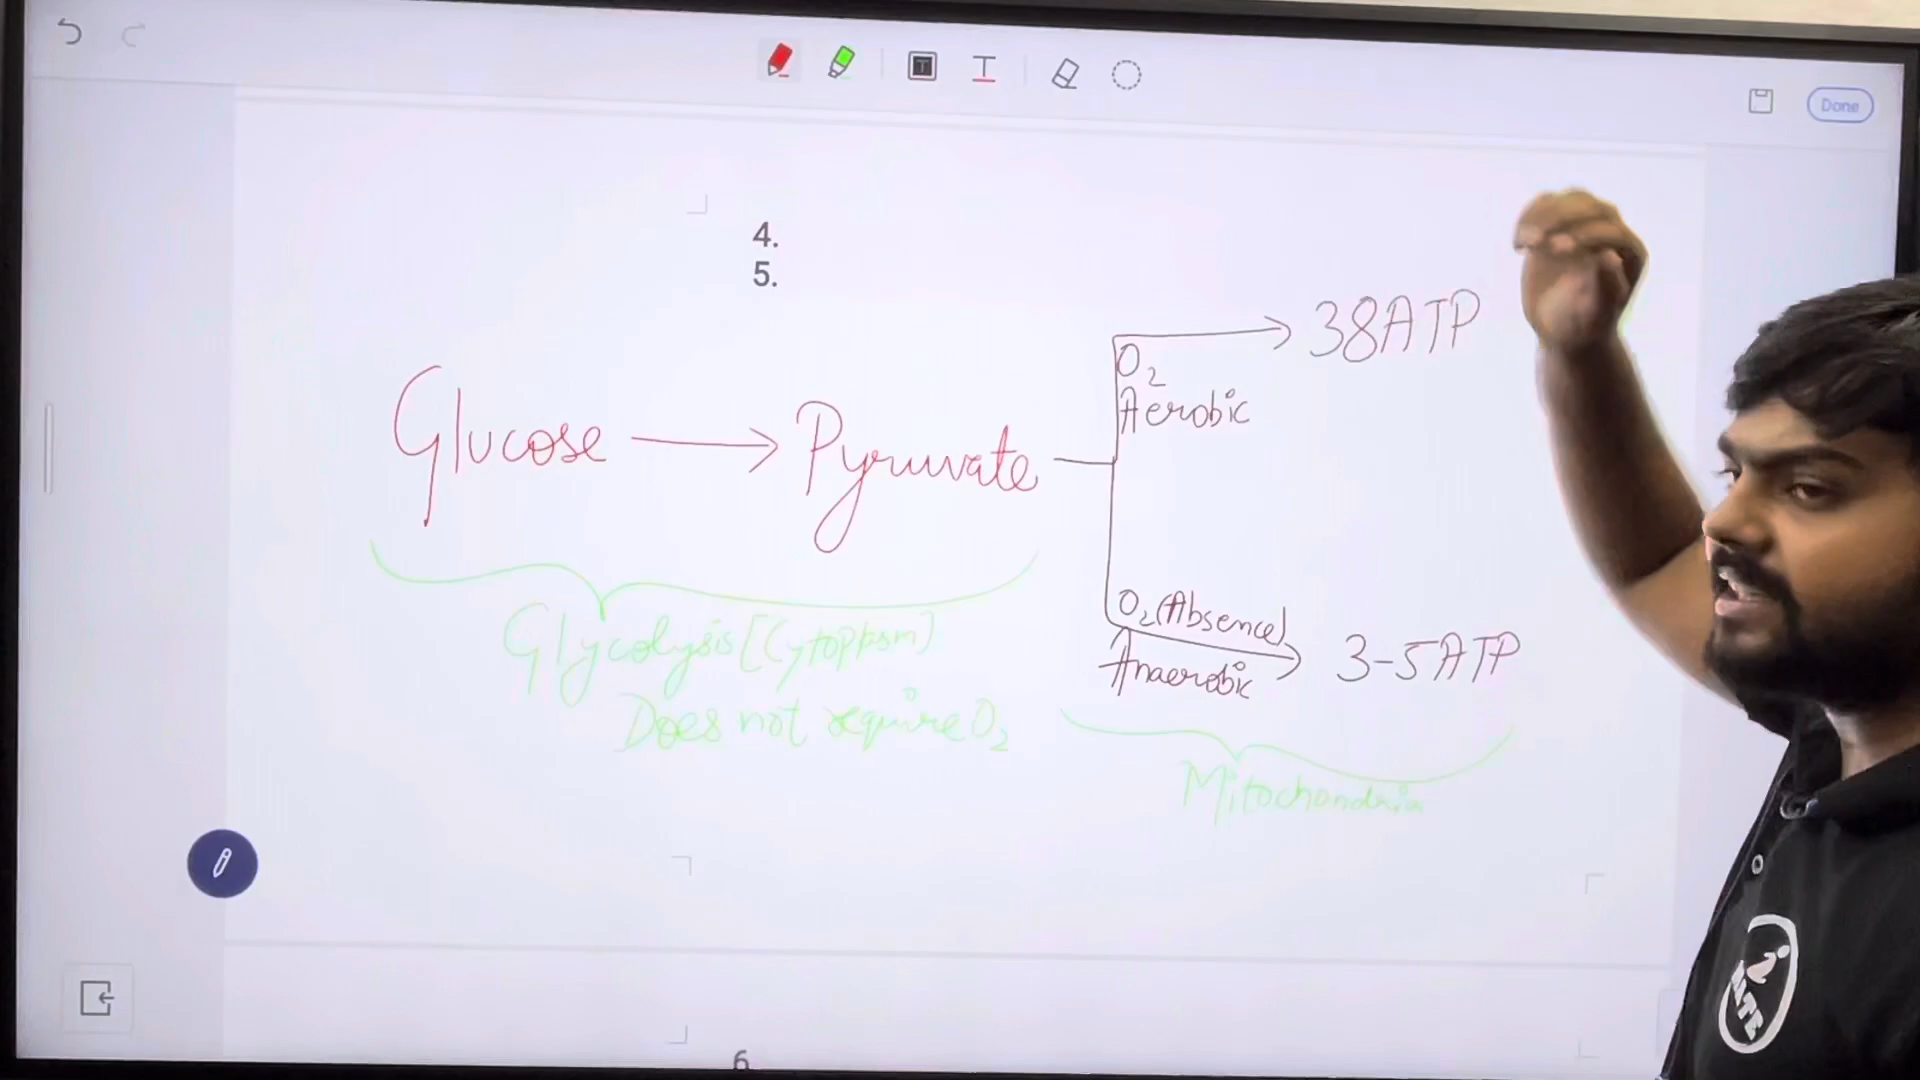 Done
4.
5.
38ATP
O2
Aerobic
Glucose → Pyruvate
O2 (Absence)
Anaerobic
3-5ATP
Glycolysis [Cytoplasm]
Does not require O2
Mitochondria
6